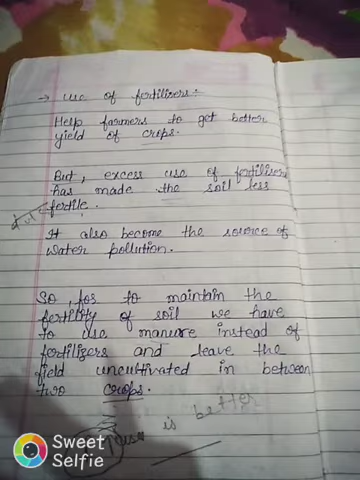 → use of fertilizers:
Help farmers to get better
yield of crops.
But, excess use of fertilizers
has made the soil less
fertile.
It also become the source of
water pollution.
So, for to maintain the
fertility of soil we have
to use manure instead of
fertilizers and leave the
field uncultivated in between
two crops.
is better
Sweet
Selfie